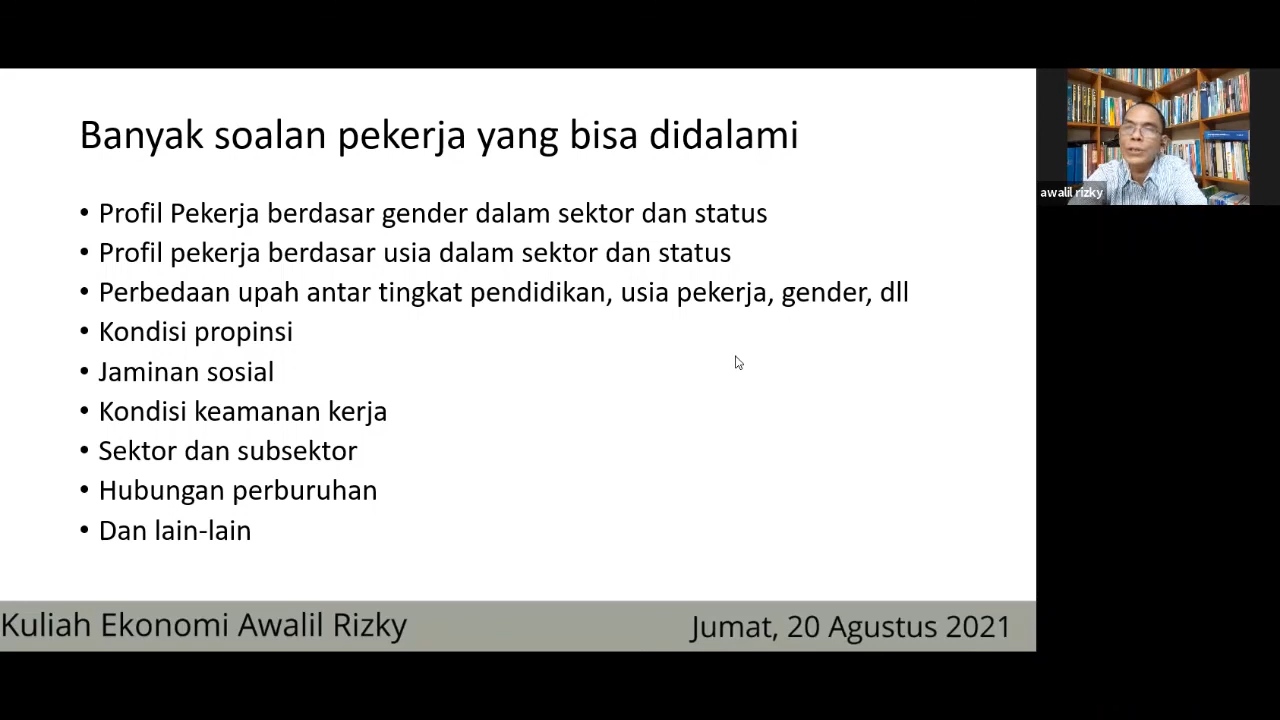 Banyak soalan pekerja yang bisa didalami
• Profil Pekerja berdasar gender dalam sektor dan status
• Profil pekerja berdasar usia dalam sektor dan status
• Perbedaan upah antar tingkat pendidikan, usia pekerja, gender, dll
• Kondisi propinsi
• Jaminan sosial
• Kondisi keamanan kerja
• Sektor dan subsektor
• Hubungan perburuhan
• Dan lain-lain
Kuliah Ekonomi Awalil Rizky
Jumat, 20 Agustus 2021
awalil rizky